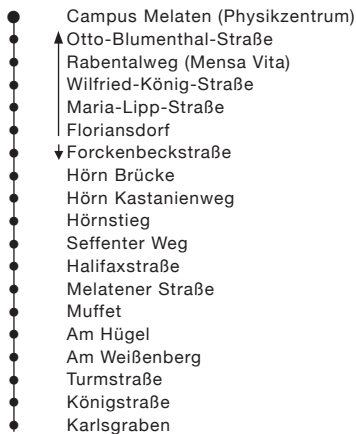 Campus Melaten (Physikzentrum)
Otto-Blumenthal-Straße
Rabentalweg (Mensa Vita)
Wilfried-König-Straße
Maria-Lipp-Straße
Floriansdorf
Forckenbeckstraße
Hörn Brücke
Hörn Kastanienweg
Hörnstieg
Seffenter Weg
Halifaxstraße
Melatener Straße
Muffet
Am Hügel
Am Weißenberg
Turmstraße
Königstraße
Karlsgraben